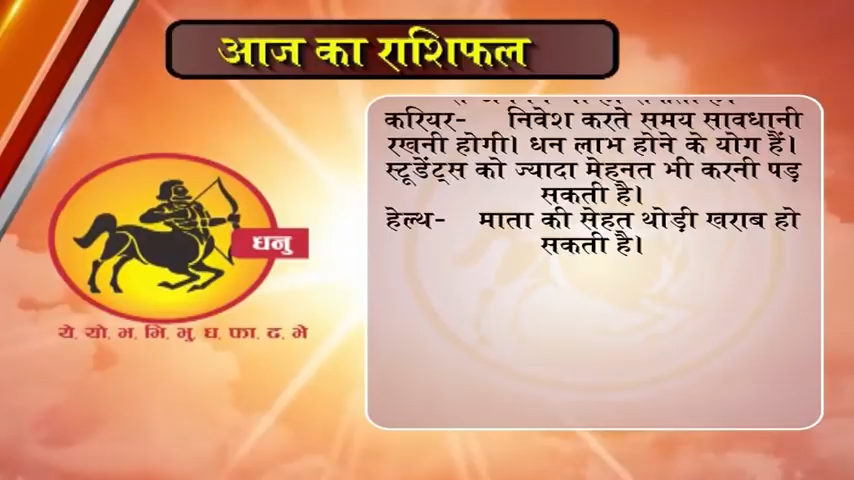 आज का राशिफल
करियर- निवेश करते समय सावधानी
रखनी होगी। धन लाभ होने के योग हैं।
स्टूडेंट्स को ज्यादा मेहनत भी करनी पड़
सकती है।
हेल्थ- माता की सेहत थोड़ी खराब हो
सकती है।
धनु
ये, यो, भ, भि, भु, ध, फा, ढ, भे